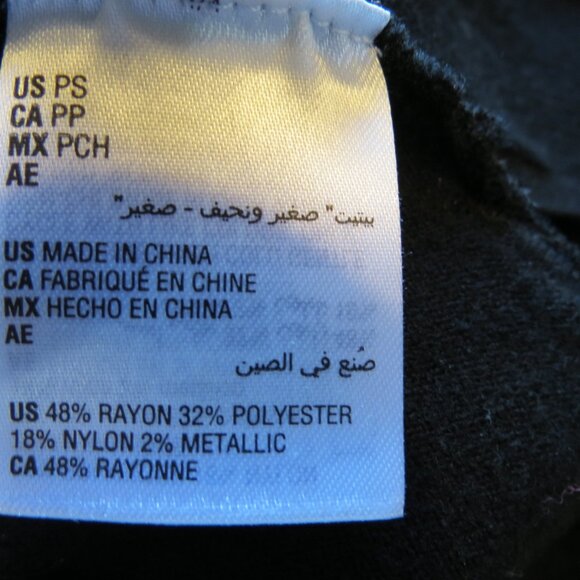 US PS
CA PP
MX PCH
AE
بيتيت" صغير ونحيف - صغير"
US MADE IN CHINA
CA FABRIQUÉ EN CHINE
MX HECHO EN CHINA
AE
صُنع في الصين
US 48% RAYON 32% POLYESTER
18% NYLON 2% METALLIC
CA 48% RAYONNE